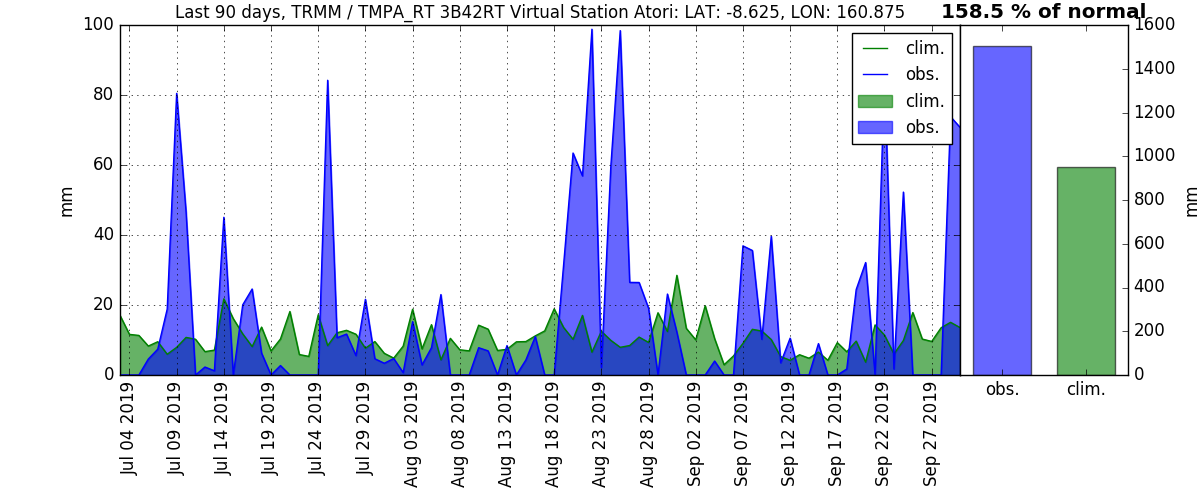 Last 90 days, TRMM / TMPA_RT 3B42RT Virtual Station Atori: LAT: -8.625, LON: 160.875
158.5 % of normal
100
80
60
40
20
0
mm
clim.
obs.
clim.
obs.
1600
1400
1200
1000
800
600
400
200
0
mm
Jul 04 2019
Jul 09 2019
Jul 14 2019
Jul 19 2019
Jul 24 2019
Jul 29 2019
Aug 03 2019
Aug 08 2019
Aug 13 2019
Aug 18 2019
Aug 23 2019
Aug 28 2019
Sep 02 2019
Sep 07 2019
Sep 12 2019
Sep 17 2019
Sep 22 2019
Sep 27 2019
obs.
clim.